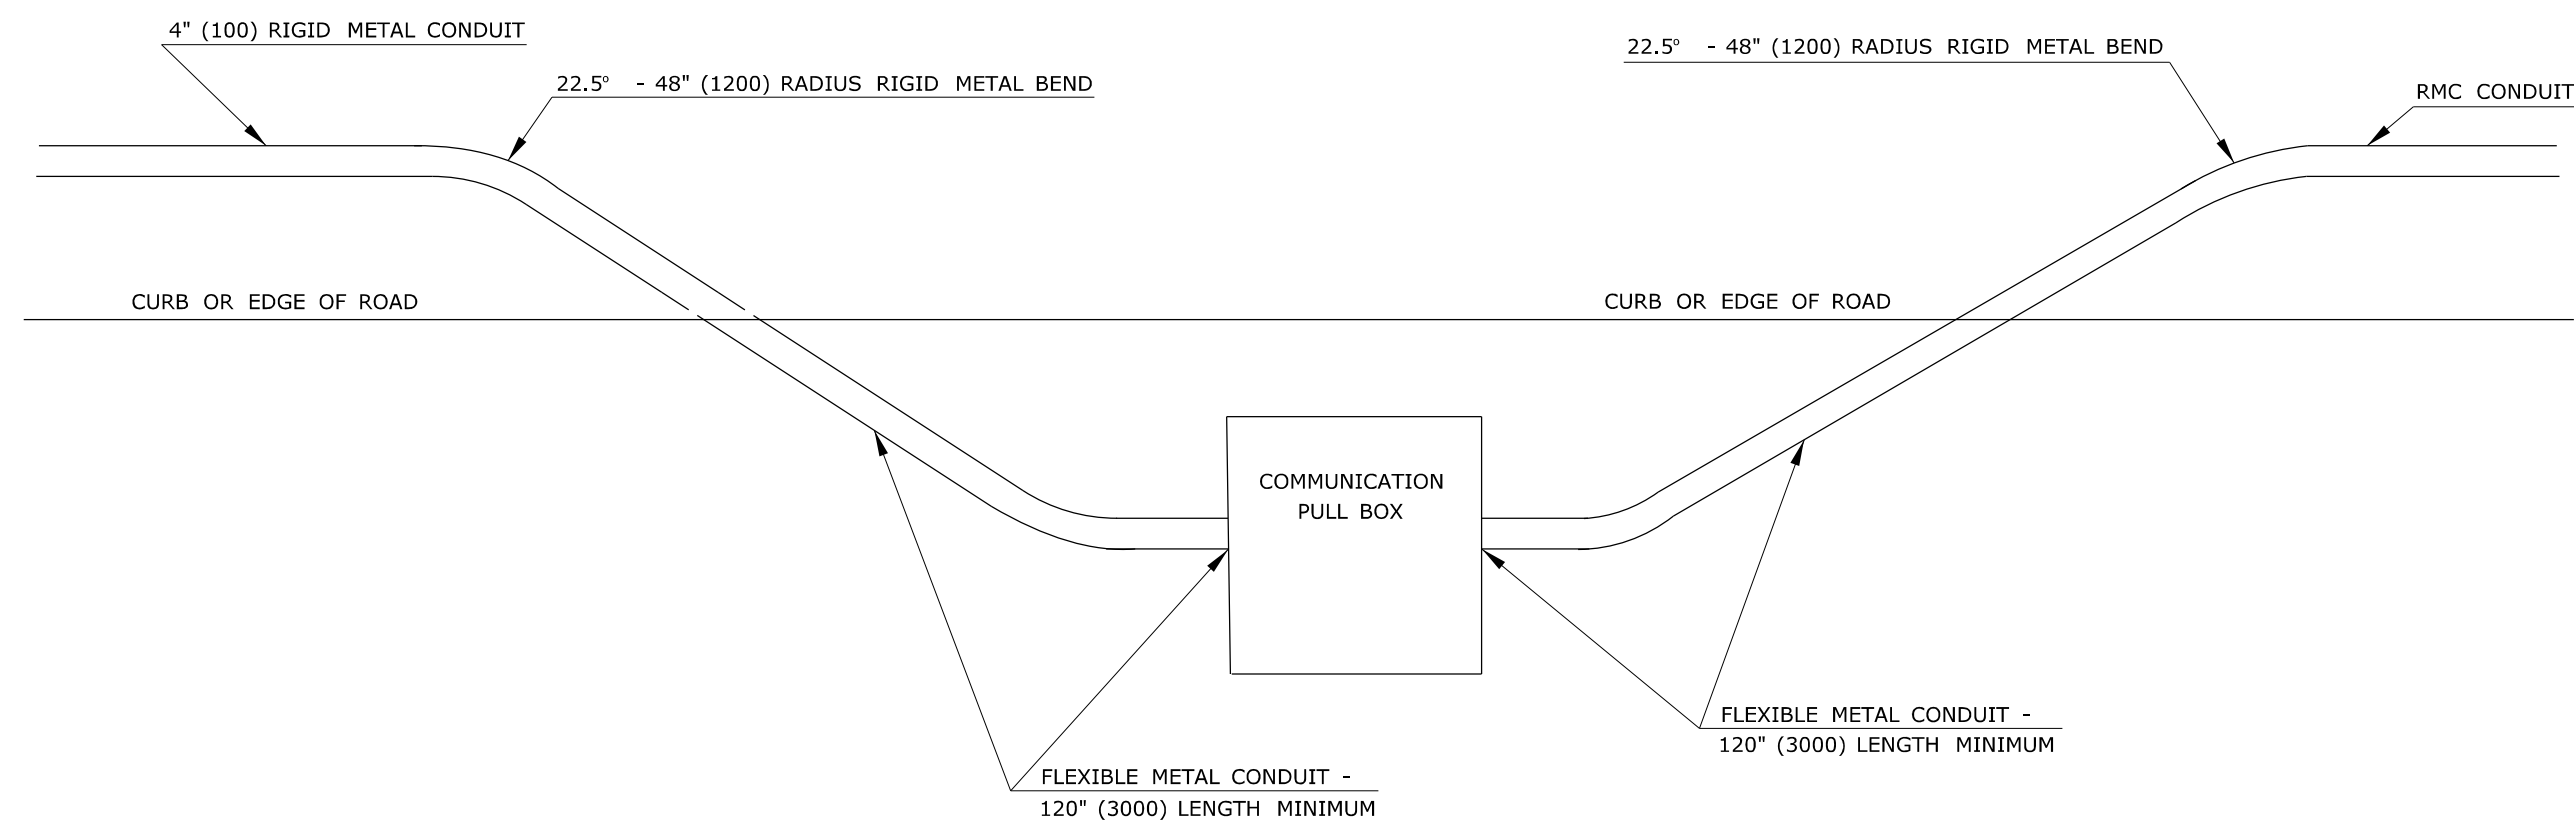 4" (100) RIGID METAL CONDUIT
22.5° - 48" (1200) RADIUS RIGID METAL BEND
22.5° - 48" (1200) RADIUS RIGID METAL BEND
RMC CONDUIT
CURB OR EDGE OF ROAD
CURB OR EDGE OF ROAD
COMMUNICATION
PULL BOX
FLEXIBLE METAL CONDUIT -
120" (3000) LENGTH MINIMUM
FLEXIBLE METAL CONDUIT -
120" (3000) LENGTH MINIMUM